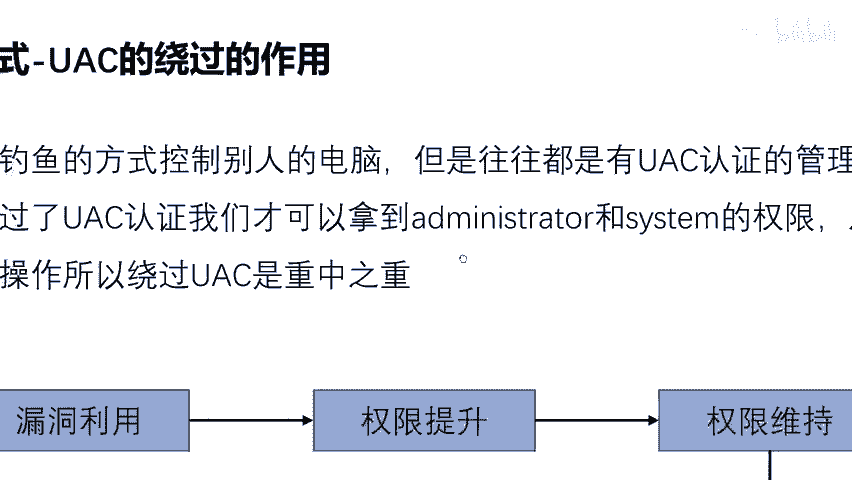 式-UAC的绕过的作用
钓鱼的方式控制别人的电脑，但是往往都是有UAC认证的管理
过了UAC认证我们才可以拿到administrator和system的权限，
操作所以绕过UAC是重中之重
漏洞利用
权限提升
权限维持